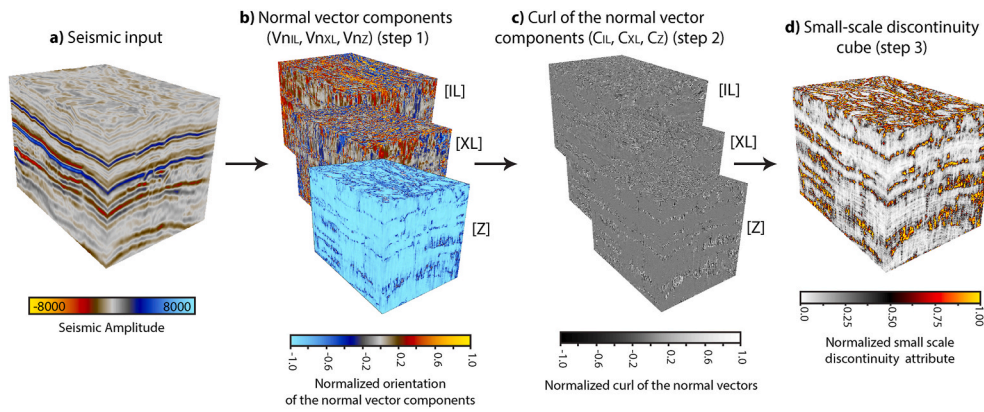 a) Seismic input
-8000 8000
Seismic Amplitude
b) Normal vector components
(VnIL, VnXL, VnZ) (step 1)
[IL]
[XL]
[Z]
-1.0 -0.6 -0.2 0.2 0.6 1.0
Normalized orientation
of the normal vector components
c) Curl of the normal vector
components (CIL, CXL, CZ) (step 2)
[IL]
[XL]
[Z]
-1.0 -0.6 -0.2 0.2 0.6 1.0
Normalized curl of the normal vectors
d) Small-scale discontinuity
cube (step 3)
0.0 0.25 0.50 0.75 1.00
Normalized small scale
discontinuity attribute